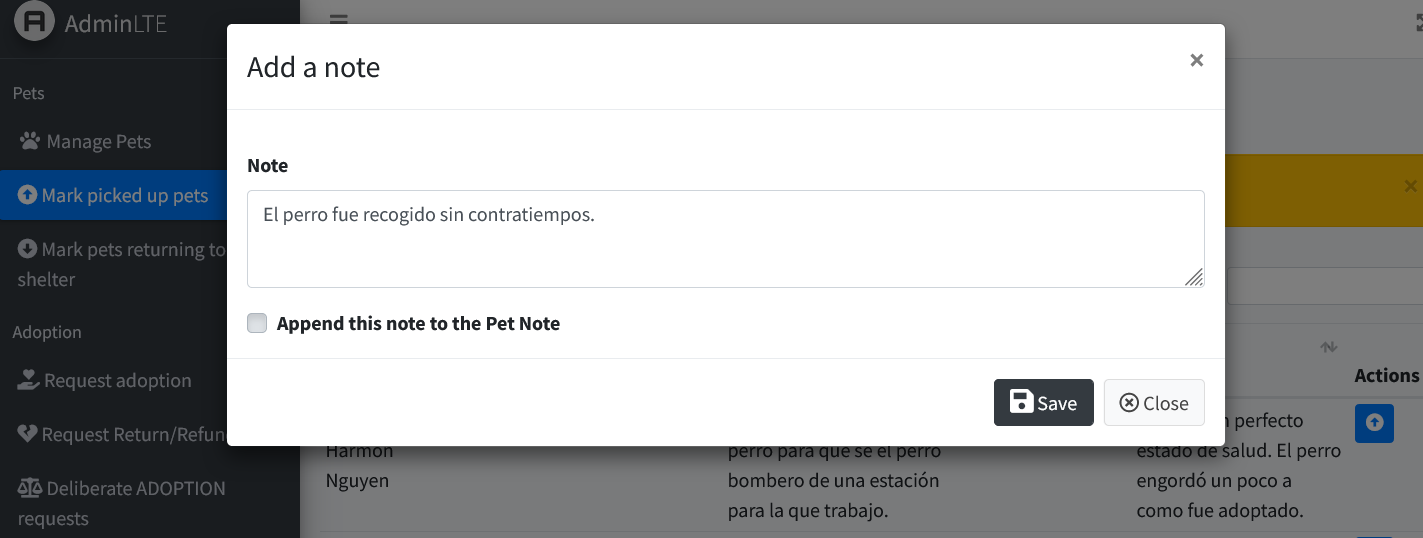 AdminLTE
Pets
Manage Pets
Mark picked up pets
Mark pets returning to
shelter
Adoption
Request adoption
Request Return/Refun
Deliberate ADOPTION
requests
Add a note
×
Note
El perro fue recogido sin contratiempos.
Append this note to the Pet Note
Save
Close
×
Actions
Harmon
Nguyen
perro para que se el perro
bombero de una estación
para la que trabajo.
perfecto
estado de salud. El perro
engordó un poco a
como fue adoptado.